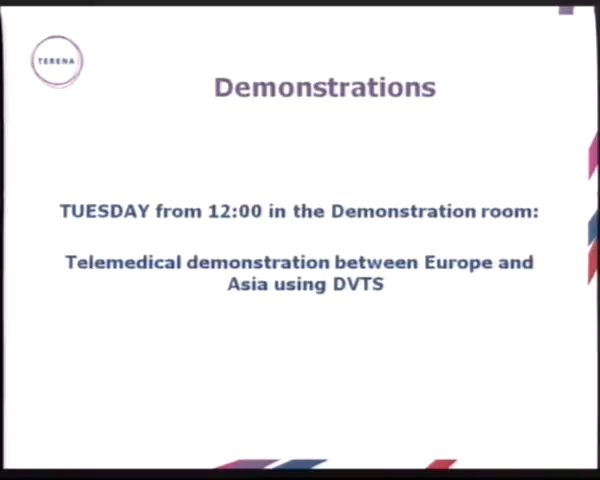 TERENA
Demonstrations
TUESDAY from 12:00 in the Demonstration room:
Telemedical demonstration between Europe and
Asia using DVTS